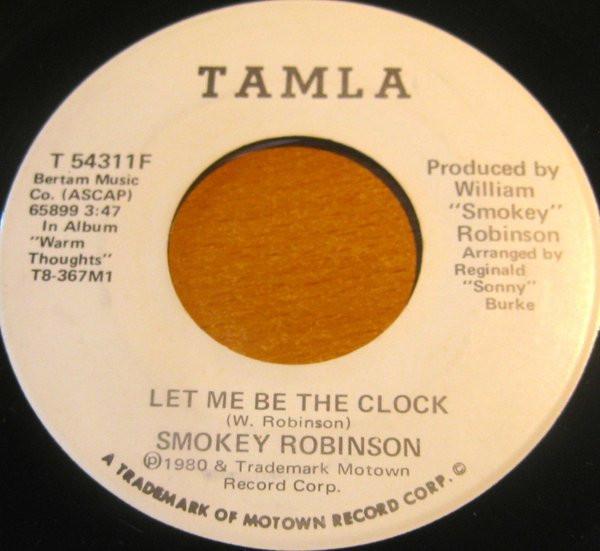 TAMLA
T 54311F
Bertam Music
Co. (ASCAP)
65899 3:47
In Album
"Warm
Thoughts"
T8-367M1
Produced by
William
"Smokey"
Robinson
Arranged by
Reginald
"Sonny"
Burke
LET ME BE THE CLOCK
(W. Robinson)
SMOKEY ROBINSON
℗1980 & Trademark Motown
Record Corp.
A TRADEMARK OF MOTOWN RECORD CORP. ©